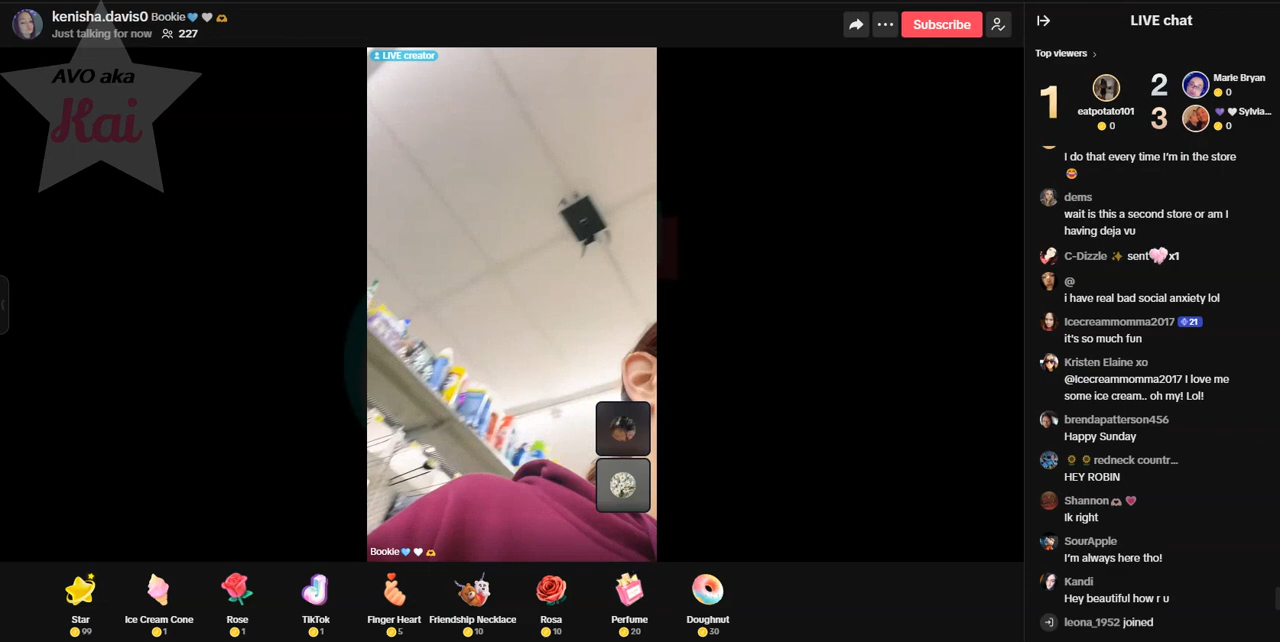 kenisha.davis0 Bookie💙🤍🫶
Just talking for now 227
Subscribe
AVO aka
Kai
LIVE creator
Bookie💙🤍🫶
Star
99
Ice Cream Cone
1
Rose
1
TikTok
1
Finger Heart
5
Friendship Necklace
10
Rosa
10
Perfume
20
Doughnut
30
LIVE chat
Top viewers
1
eatpotato101
0
2
Marie Bryan
0
3
💜🤍Sylvia...
0
I do that every time I'm in the store
😂
dems
wait is this a second store or am I
having deja vu
C-Dizzle ✨ sent x1
@
i have real bad social anxiety lol
Icecreammomma2017 21
it's so much fun
Kristen Elaine xo
@Icecreammomma2017 I love me
some ice cream.. oh my! Lol!
brendapatterson456
Happy Sunday
🌻🌻redneck countr...
HEY ROBIN
Shannon🫶💗
Ik right
SourApple
I'm always here tho!
Kandi
Hey beautiful how r u
leona_1952 joined